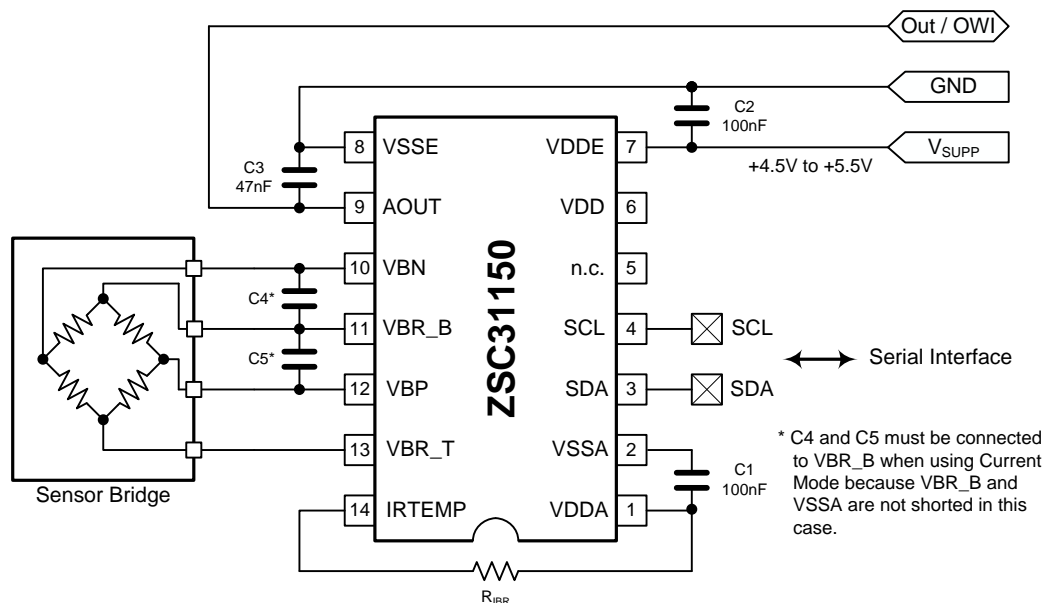 Out / OWI
GND
C2
100nF
V_SUPP
+4.5V to +5.5V
C3
47nF
8 VSSE
VDDE 7
9 AOUT
VDD 6
10 VBN
n.c. 5
C4*
11 VBR_B
SCL 4
SCL
C5*
Serial Interface
12 VBP
SDA 3
SDA
13 VBR_T
VSSA 2
C1
100nF
14 IRTEMP
VDDA 1
ZSC31150
Sensor Bridge
R_IBR
* C4 and C5 must be connected
to VBR_B when using Current
Mode because VBR_B and
VSSA are not shorted in this
case.